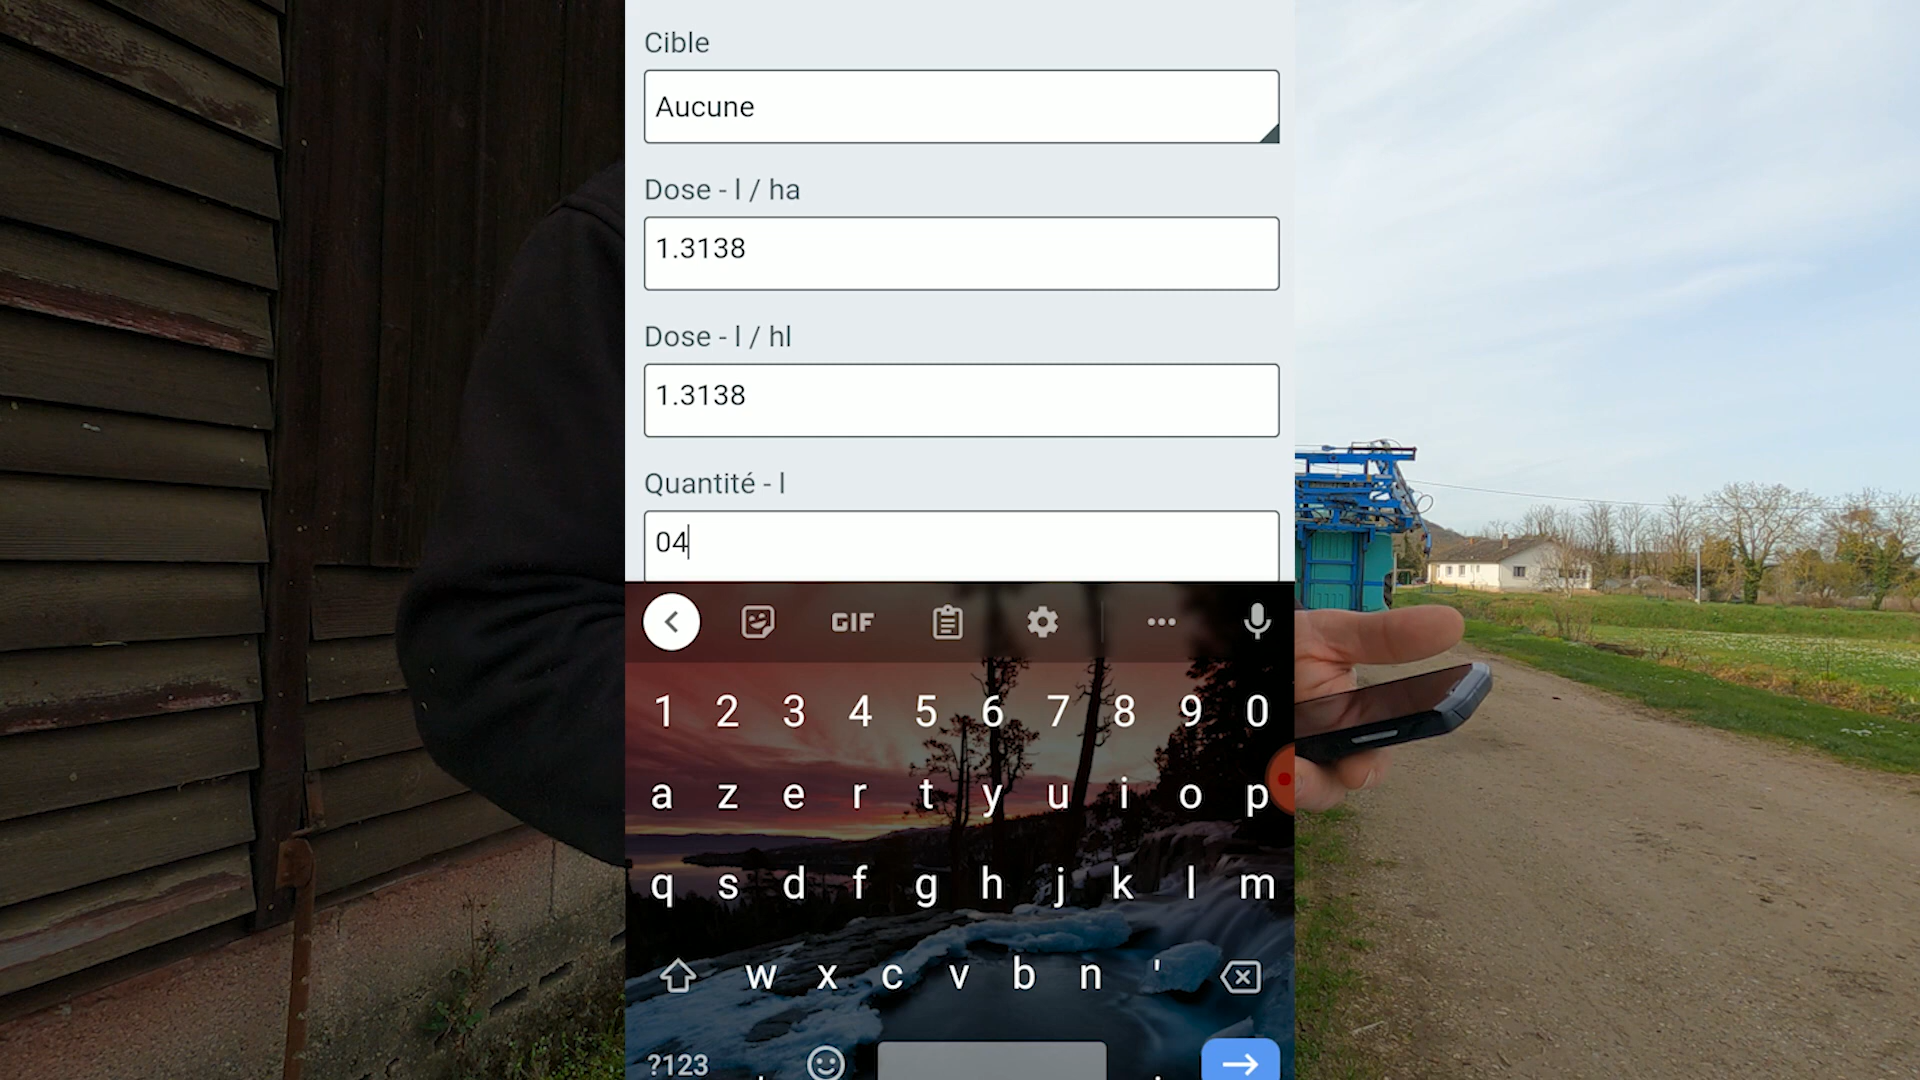 Cible
Aucune
Dose - l / ha
1.3138
Dose - l / hl
1.3138
Quantité - l
04
GIF
1 2 3 4 5 6 7 8 9 0
a z e r t y u i o p
q s d f g h j k l m
w x c v b n '
?123 , .